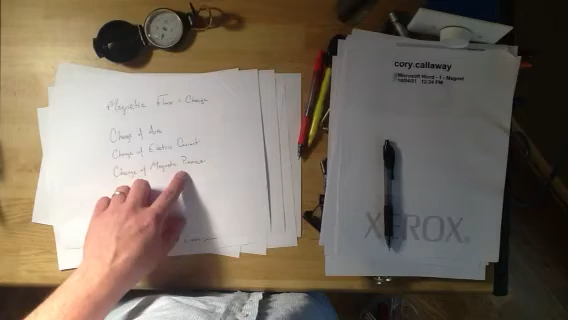 Magnetic Flux - Change
Change of Area
Change of Electric Current
Change of Magnetic
cory.callaway
Microsoft Word - 1 - Magnet
XEROX